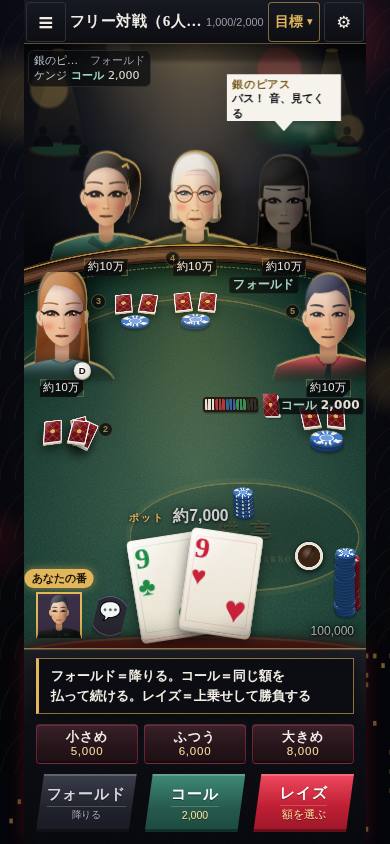 フリー対戦（6人… 1,000/2,000 目標 ▾
銀のピ… フォールド
ケンジ コール 2,000
銀のピアス
パス！ 音、見てく
る
約10万
4
約10万
約10万
フォールド
3
5
D
約10万
約10万
コール 2,000
2
ポット 約7,000
9
9
あなたの番
100,000
フォールド＝降りる。コール＝同じ額を
払って続ける。レイズ＝上乗せして勝負する
小さめ
5,000
ふつう
6,000
大きめ
8,000
フォールド
降りる
コール
2,000
レイズ
額を選ぶ